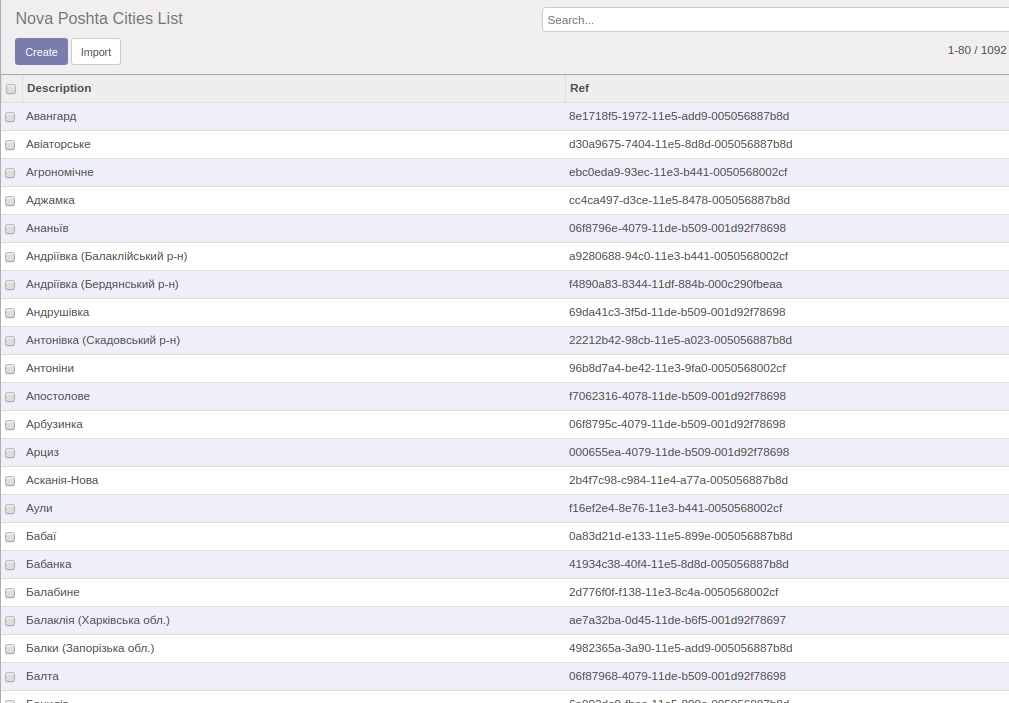 Nova Poshta Cities List
Search...
Create Import
1-80 / 1092
Description Ref
Авангард 8e1718f5-1972-11e5-add9-005056887b8d
Авіаторське d30a9675-7404-11e5-8d8d-005056887b8d
Агрономічне ebc0eda9-93ec-11e3-b441-0050568002cf
Аджамка cc4ca497-d3ce-11e5-8478-005056887b8d
Ананьїв 06f8796e-4079-11de-b509-001d92f78698
Андріївка (Балаклійський р-н) a9280688-94c0-11e3-b441-0050568002cf
Андріївка (Бердянський р-н) f4890a83-8344-11df-884b-000c290fbeaa
Андрушівка 69da41c3-3f5d-11de-b509-001d92f78698
Антонівка (Скадовський р-н) 22212b42-98cb-11e5-a023-005056887b8d
Антоніни 96b8d7a4-be42-11e3-9fa0-0050568002cf
Апостолове f7062316-4078-11de-b509-001d92f78698
Арбузинка 06f8795c-4079-11de-b509-001d92f78698
Арциз 000655ea-4079-11de-b509-001d92f78698
Асканія-Нова 2b4f7c98-c984-11e4-a77a-005056887b8d
Аули f16ef2e4-8e76-11e3-b441-0050568002cf
Бабаї 0a83d21d-e133-11e5-899e-005056887b8d
Бабанка 41934c38-40f4-11e5-8d8d-005056887b8d
Балабине 2d776f0f-f138-11e3-8c4a-0050568002cf
Балаклія (Харківська обл.) ae7a32ba-0d45-11de-b6f5-001d92f78697
Балки (Запорізька обл.) 4982365a-3a90-11e5-add9-005056887b8d
Балта 06f87968-4079-11de-b509-001d92f78698